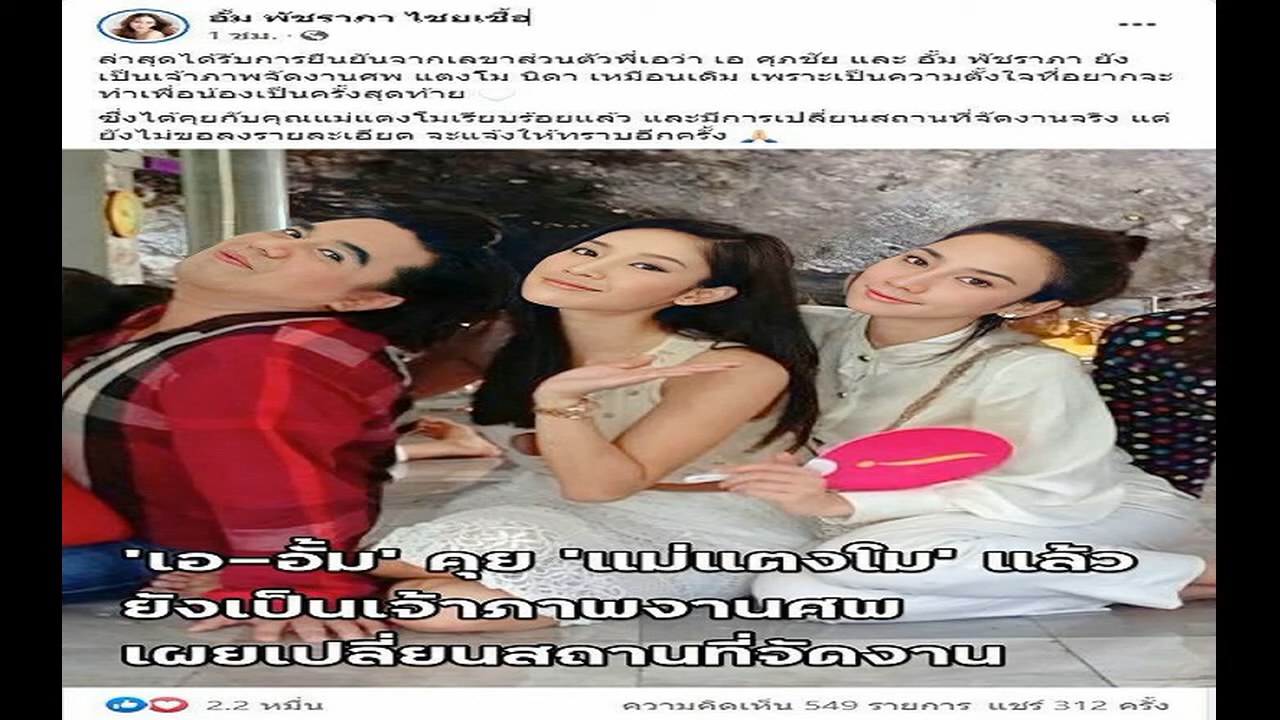 อั้ม พัชราภา ไชยเชื้อ
1 ชม. ·
ล่าสุดได้รับการยืนยันจากเลขาส่วนตัวพี่เอว่า เอ ศุภชัย และ อั้ม พัชราภา ยัง
เป็นเจ้าภาพจัดงานศพ แตงโม นิดา เหมือนเดิม เพราะเป็นความตั้งใจที่อยากจะ
ทำเพื่อน้องเป็นครั้งสุดท้าย 🤍
ซึ่งได้คุยกับคุณแม่แตงโมเรียบร้อยแล้ว และมีการเปลี่ยนสถานที่จัดงานจริง แต่
ยังไม่ขอลงรายละเอียด จะแจ้งให้ทราบอีกครั้ง 🙏
'เอ-อั้ม' คุย 'แม่แตงโม' แล้ว
ยังเป็นเจ้าภาพงานศพ
เผยเปลี่ยนสถานที่จัดงาน
2.2 หมื่น ความคิดเห็น 549 รายการ แชร์ 312 ครั้ง